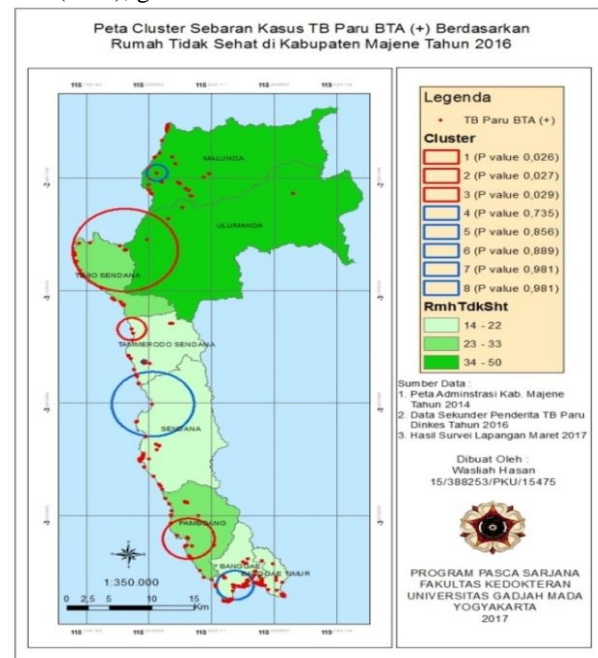 Peta Cluster Sebaran Kasus TB Paru BTA (+) Berdasarkan
Rumah Tidak Sehat di Kabupaten Majene Tahun 2016
MALUNDA
ULUMANDA
SENDANA
TAMMERODO SENDANA
SENDANA
PAMBOANG
BANGGAE
TIMUR
1:350.000
0 2,5 5 10 15
Km
Legenda
TB Paru BTA (+)
Cluster
1 (P value 0,026)
2 (P value 0,027)
3 (P value 0,029)
4 (P value 0,735)
5 (P value 0,856)
6 (P value 0,889)
7 (P value 0,981)
8 (P value 0,981)
RmhTdkSht
14 - 22
23 - 33
34 - 50
Sumber Data :
1. Peta Adminstrasi Kab. Majene
Tahun 2014
2. Data Sekunder Penderita TB Paru
Dinkes Tahun 2016
3. Hasil Survei Lapangan Maret 2017
Dibuat Oleh :
Wasliah Hasan
15/388253/PKU/15475
PROGRAM PASCA SARJANA
FAKULTAS KEDOKTERAN
UNIVERSITAS GADJAH MADA
YOGYAKARTA
2017